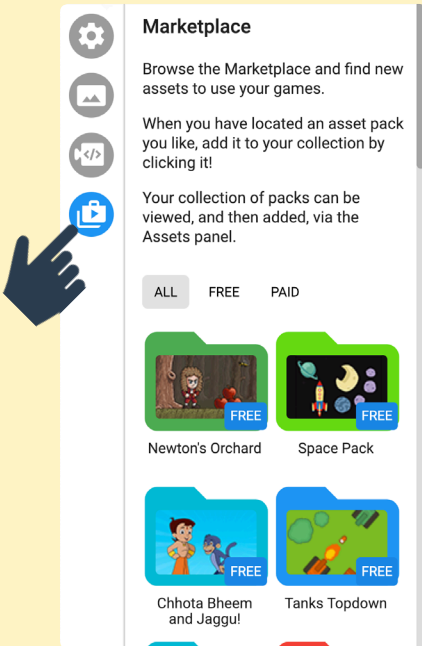 Marketplace
Browse the Marketplace and find new
assets to use your games.
When you have located an asset pack
you like, add it to your collection by
clicking it!
Your collection of packs can be
viewed, and then added, via the
Assets panel.
ALL FREE PAID
FREE FREE
Newton's Orchard Space Pack
FREE FREE
Chhota Bheem Tanks Topdown
and Jaggu!